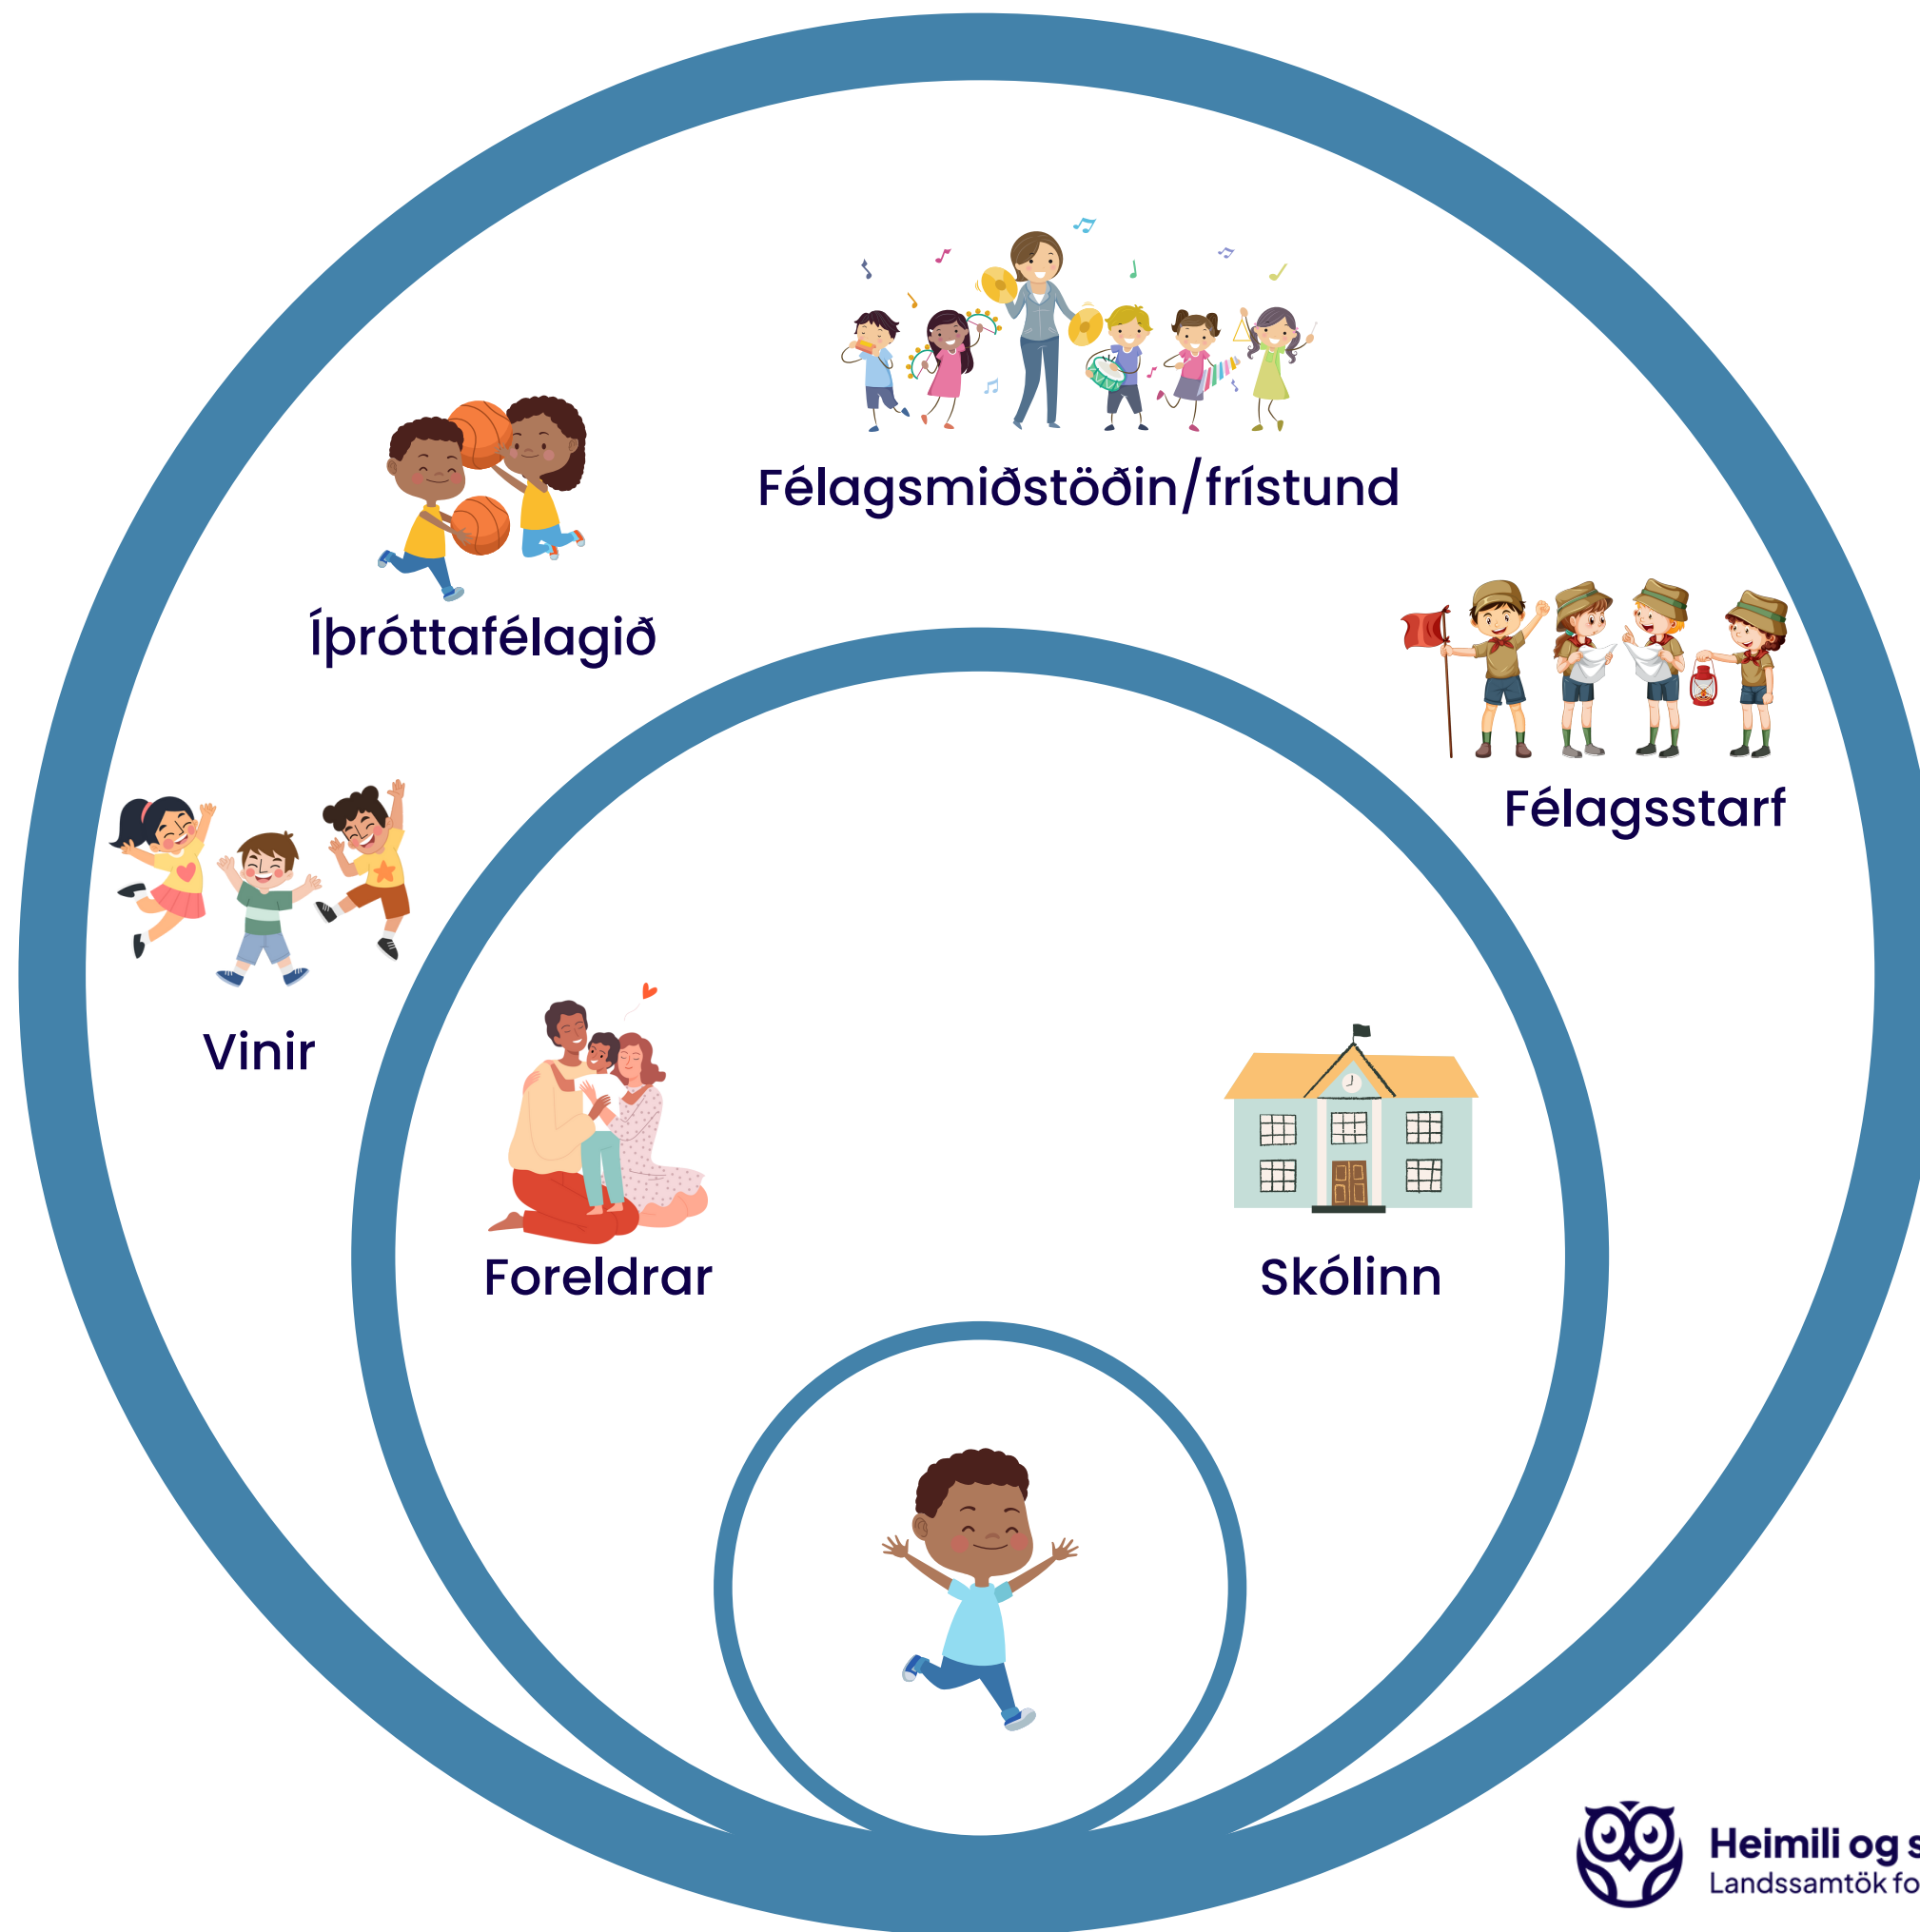 Félagsmiðstöðin/frístund
Íþróttafélagið
Félagsstarf
Vinir
Foreldrar
Skólinn
Heimili og s
Landssamtök fo